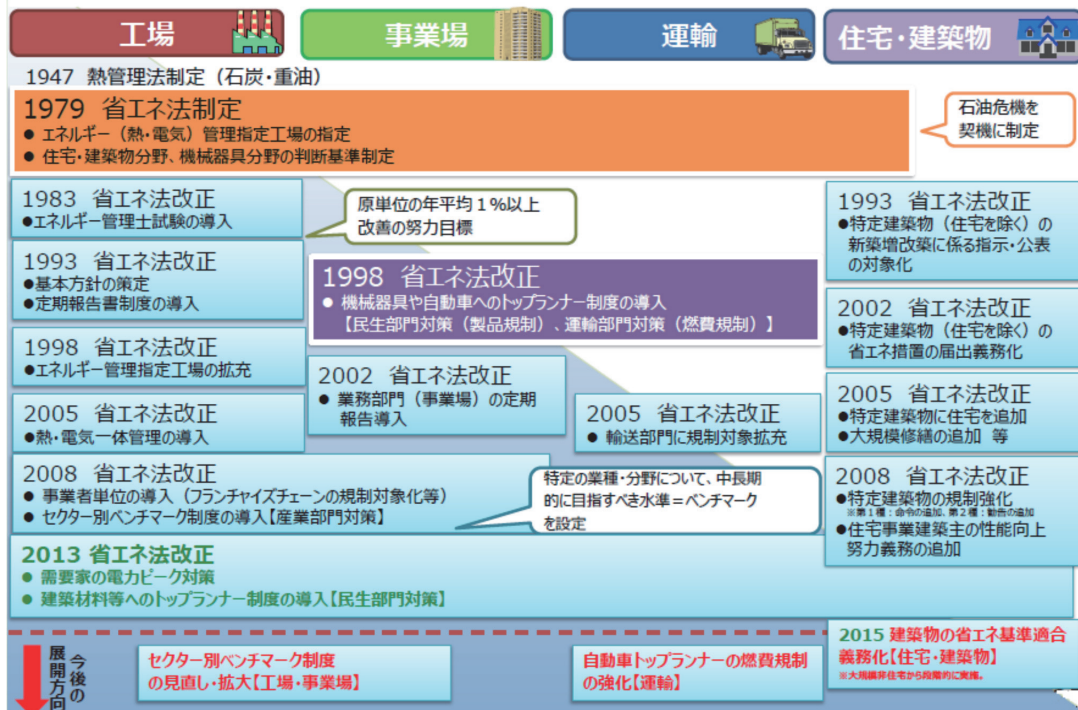 工場
事業場
運輸
住宅・建築物
1947 熱管理法制定（石炭・重油）
1979 省エネ法制定
● エネルギー（熱・電気）管理指定工場の指定
● 住宅・建築物分野、機械器具分野の判断基準制定
石油危機を
契機に制定
1983 省エネ法改正
●エネルギー管理士試験の導入
原単位の年平均１%以上
改善の努力目標
1993 省エネ法改正
●基本方針の策定
●定期報告書制度の導入
1998 省エネ法改正
● 機械器具や自動車へのトップランナー制度の導入
【民生部門対策（製品規制）、運輸部門対策（燃費規制）】
1998 省エネ法改正
●エネルギー管理指定工場の拡充
2002 省エネ法改正
● 業務部門（事業場）の定期
報告導入
2005 省エネ法改正
●熱・電気一体管理の導入
2005 省エネ法改正
● 輸送部門に規制対象拡充
1993 省エネ法改正
●特定建築物（住宅を除く）の
新築増改築に係る指示・公表
の対象化
2002 省エネ法改正
●特定建築物（住宅を除く）の
省エネ措置の届出義務化
2005 省エネ法改正
●特定建築物に住宅を追加
●大規模修繕の追加 等
2008 省エネ法改正
●特定建築物の規制強化
※第１種：命令の追加、第２種：勧告の追加
●住宅事業建築主の性能向上
努力義務の追加
2008 省エネ法改正
● 事業者単位の導入（フランチャイズチェーンの規制対象化等）
● セクター別ベンチマーク制度の導入【産業部門対策】
特定の業種・分野について、中長期
的に目指すべき水準＝ベンチマーク
を設定
2013 省エネ法改正
● 需要家の電力ピーク対策
● 建築材料等へのトップランナー制度の導入【民生部門対策】
今後の
展開方向
セクター別ベンチマーク制度
の見直し・拡大【工場・事業場】
自動車トップランナーの燃費規制
の強化【運輸】
2015 建築物の省エネ基準適合
義務化【住宅・建築物】
※大規模非住宅から段階的に実施。